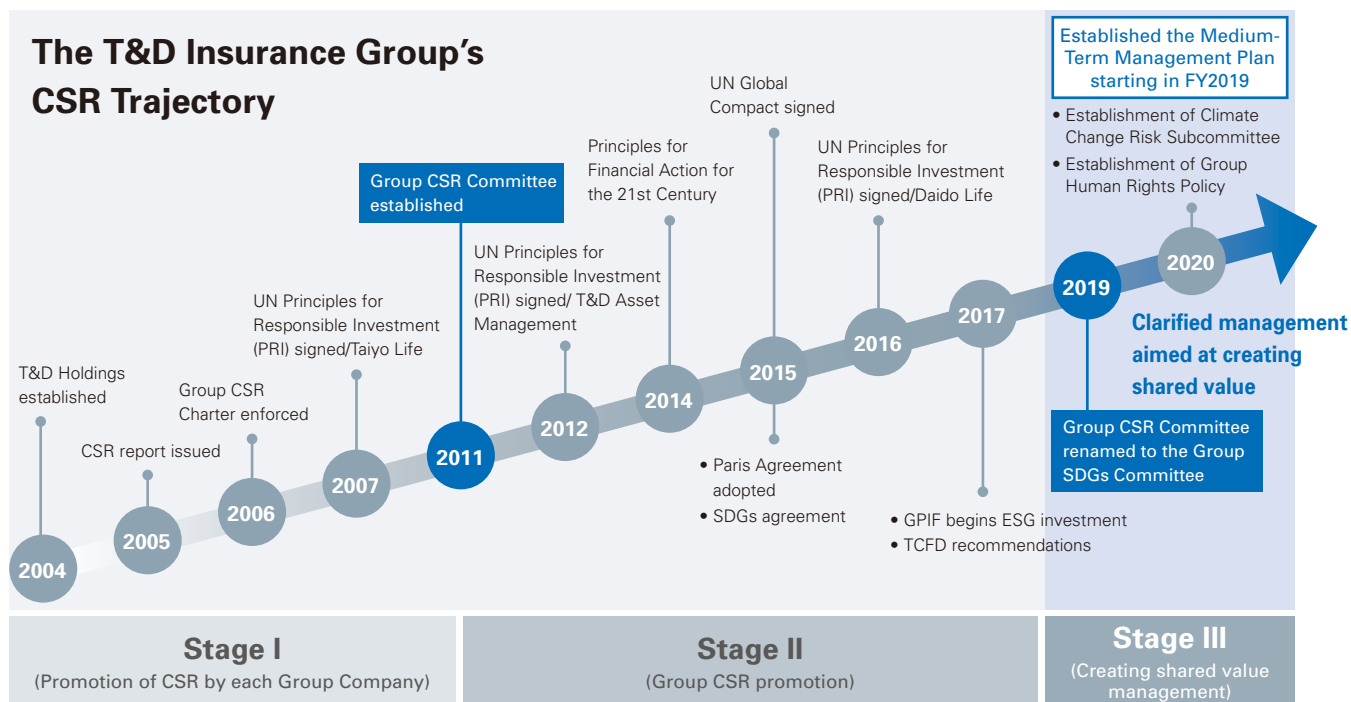 The T&D Insurance Group's
CSR Trajectory
T&D Holdings
established
2004
CSR report issued
2005
Group CSR
Charter enforced
2006
UN Principles for
Responsible Investment
(PRI) signed/Taiyo Life
2007
Group CSR Committee
established
2011
UN Principles for
Responsible Investment
(PRI) signed/ T&D Asset
Management
2012
Principles for
Financial Action for
the 21st Century
2014
UN Global
Compact signed
2015
• Paris Agreement
adopted
• SDGs agreement
UN Principles for
Responsible Investment
(PRI) signed/Daido Life
2016
2017
• GPIF begins ESG investment
• TCFD recommendations
Established the Medium-
Term Management Plan
starting in FY2019
• Establishment of Climate
Change Risk Subcommittee
• Establishment of Group
Human Rights Policy
2019
2020
Clarified management
aimed at creating
shared value
Group CSR Committee
renamed to the Group
SDGs Committee
Stage I
(Promotion of CSR by each Group Company)
Stage II
(Group CSR promotion)
Stage III
(Creating shared value
management)